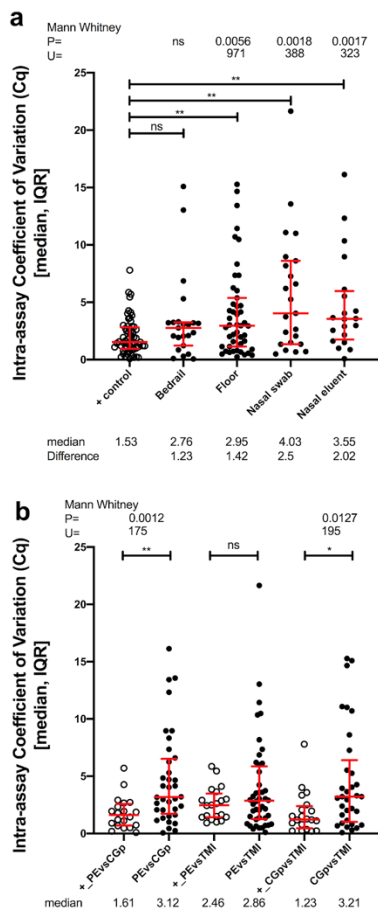 a
Mann Whitney
P= ns 0.0056 0.0018 0.0017
U= 971 388 323
Intra-assay Coefficient of Variation (Cq)
[median, IQR]
25
20
15
10
5
0
**
**
**
ns
+ control
Bedrail
Floor
Nasal swab
Nasal eluent
median 1.53 2.76 2.95 4.03 3.55
Difference 1.23 1.42 2.5 2.02
b
Mann Whitney
P= 0.0012 0.0127
U= 175 195
Intra-assay Coefficient of Variation (Cq)
[median, IQR]
25
20
15
10
5
0
** ns *
+_PEvsCGp
PEvsCGp
+_PEvsTMI
PEvsTMI
+_CGpvsTMI
CGpvsTMI
median 1.61 3.12 2.46 2.86 1.23 3.21